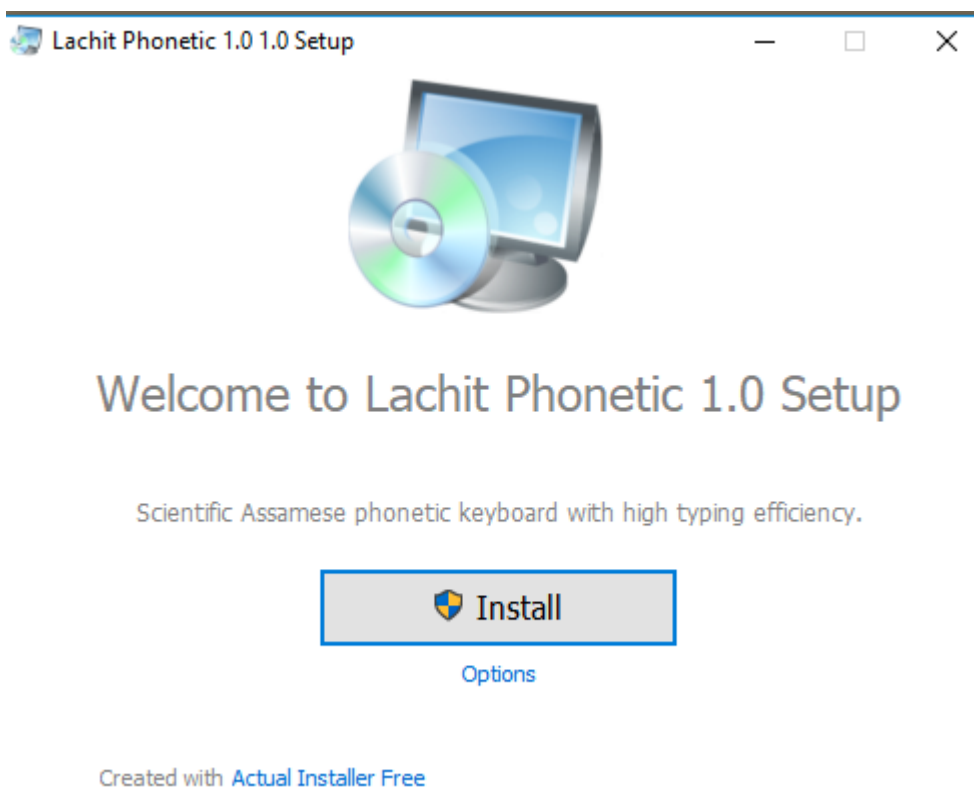 Lachit Phonetic 1.0 1.0 Setup
Welcome to Lachit Phonetic 1.0 Setup
Scientific Assamese phonetic keyboard with high typing efficiency.
Install
Options
Created with Actual Installer Free